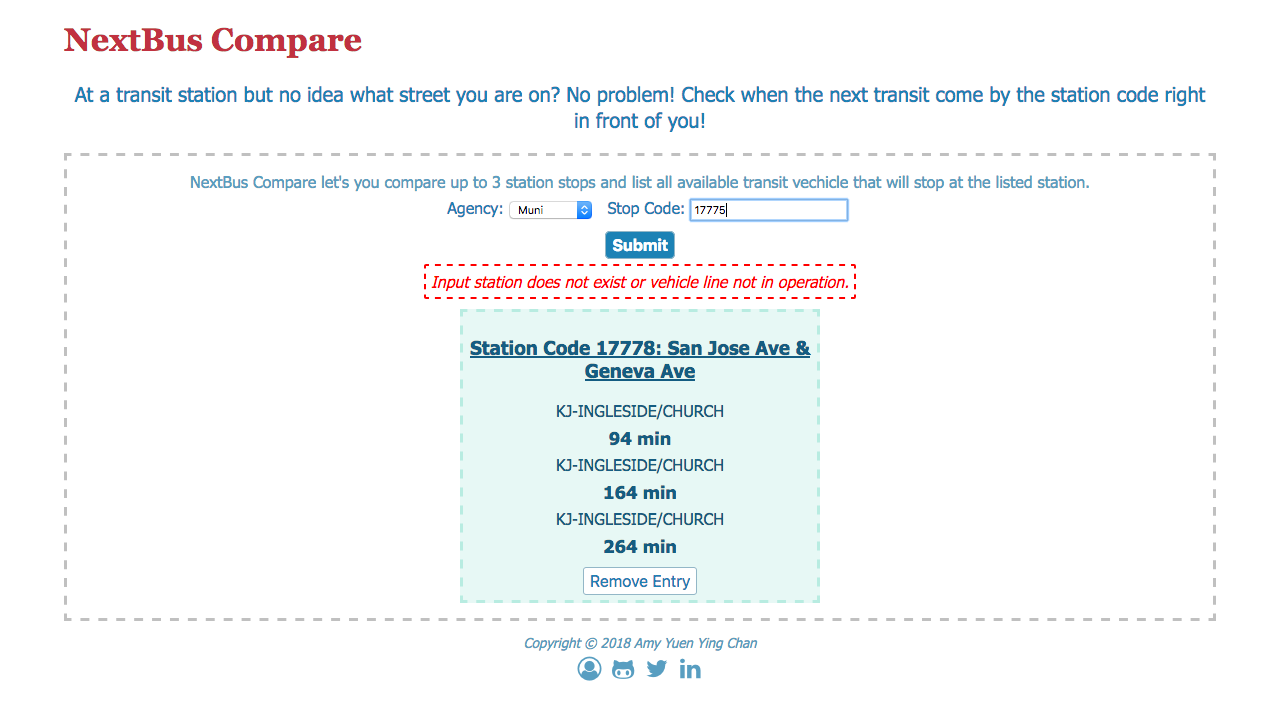 NextBus Compare
At a transit station but no idea what street you are on? No problem! Check when the next transit come by the station code right
in front of you!
NextBus Compare let's you compare up to 3 station stops and list all available transit vechicle that will stop at the listed station.
Agency: Muni Stop Code: 17775
Submit
Input station does not exist or vehicle line not in operation.
Station Code 17778: San Jose Ave &
Geneva Ave
KJ-INGLESIDE/CHURCH
94 min
KJ-INGLESIDE/CHURCH
164 min
KJ-INGLESIDE/CHURCH
264 min
Remove Entry
Copyright © 2018 Amy Yuen Ying Chan